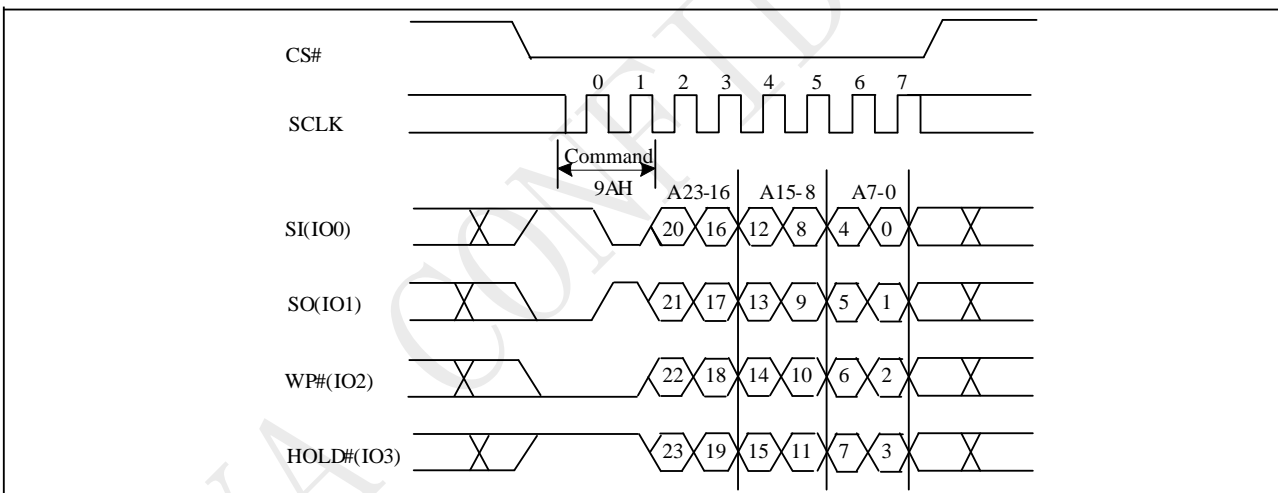 CS#
0 1 2 3 4 5 6 7
SCLK
Command
9AH
A23-16 A15-8 A7-0
SI(IO0) 20 16 12 8 4 0
SO(IO1) 21 17 13 9 5 1
WP#(IO2) 22 18 14 10 6 2
HOLD#(IO3) 23 19 15 11 7 3
VA CONFID